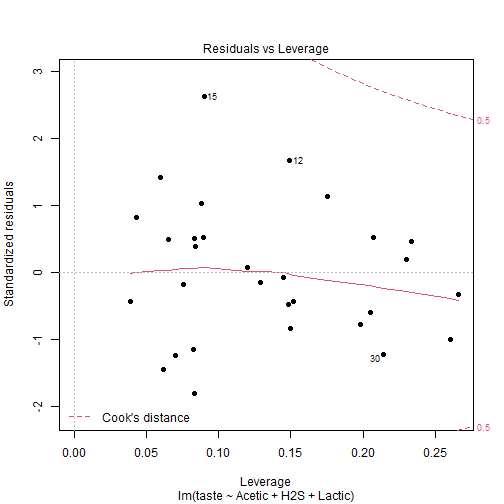 Residuals vs Leverage
Standardized residuals
3
2
1
0
-1
-2
15
12
30
0.5
0.5
Cook's distance
0.00 0.05 0.10 0.15 0.20 0.25
Leverage
lm(taste ~ Acetic + H2S + Lactic)